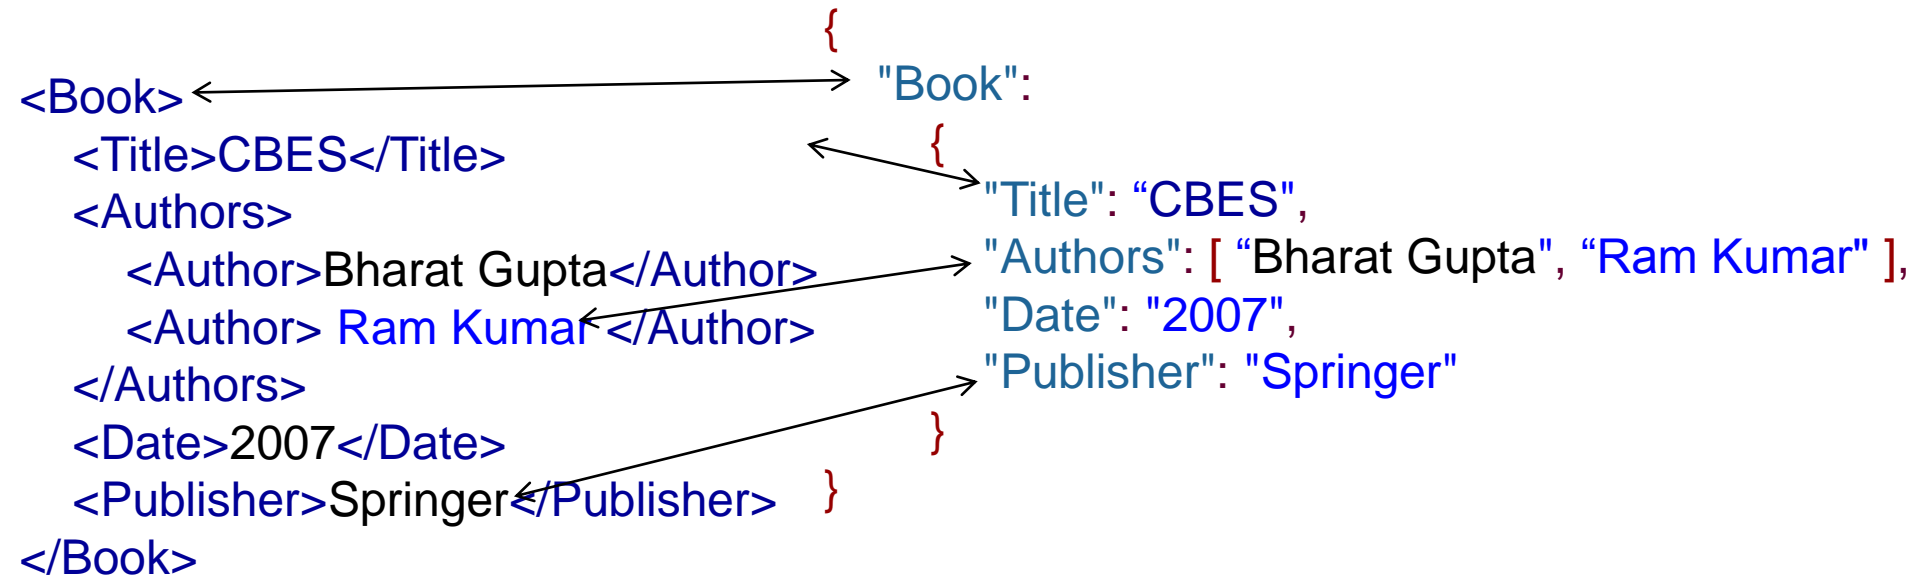 <Book>
<Title>CBES</Title>
<Authors>
<Author>Bharat Gupta</Author>
<Author> Ram Kumar </Author>
</Authors>
<Date>2007</Date>
<Publisher>Springer</Publisher>
</Book>
{
"Book":
{
"Title": “CBES",
"Authors": [ “Bharat Gupta", “Ram Kumar" ],
"Date": "2007",
"Publisher": "Springer"
}
}